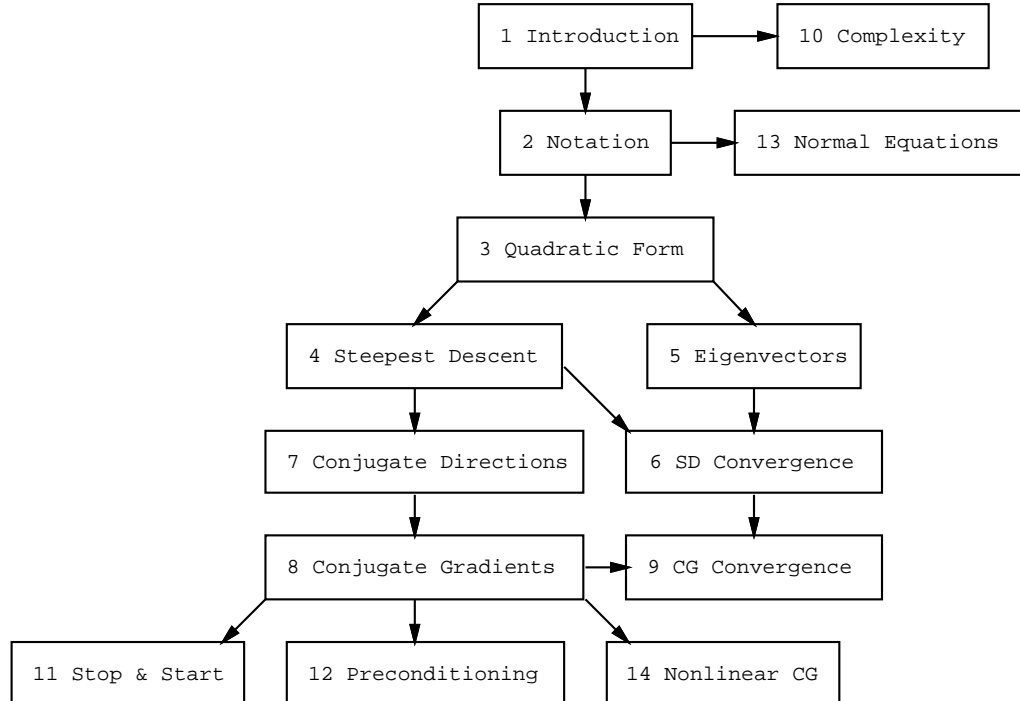 1 Introduction
10 Complexity
2 Notation
13 Normal Equations
3 Quadratic Form
4 Steepest Descent
5 Eigenvectors
7 Conjugate Directions
6 SD Convergence
8 Conjugate Gradients
9 CG Convergence
11 Stop & Start
12 Preconditioning
14 Nonlinear CG